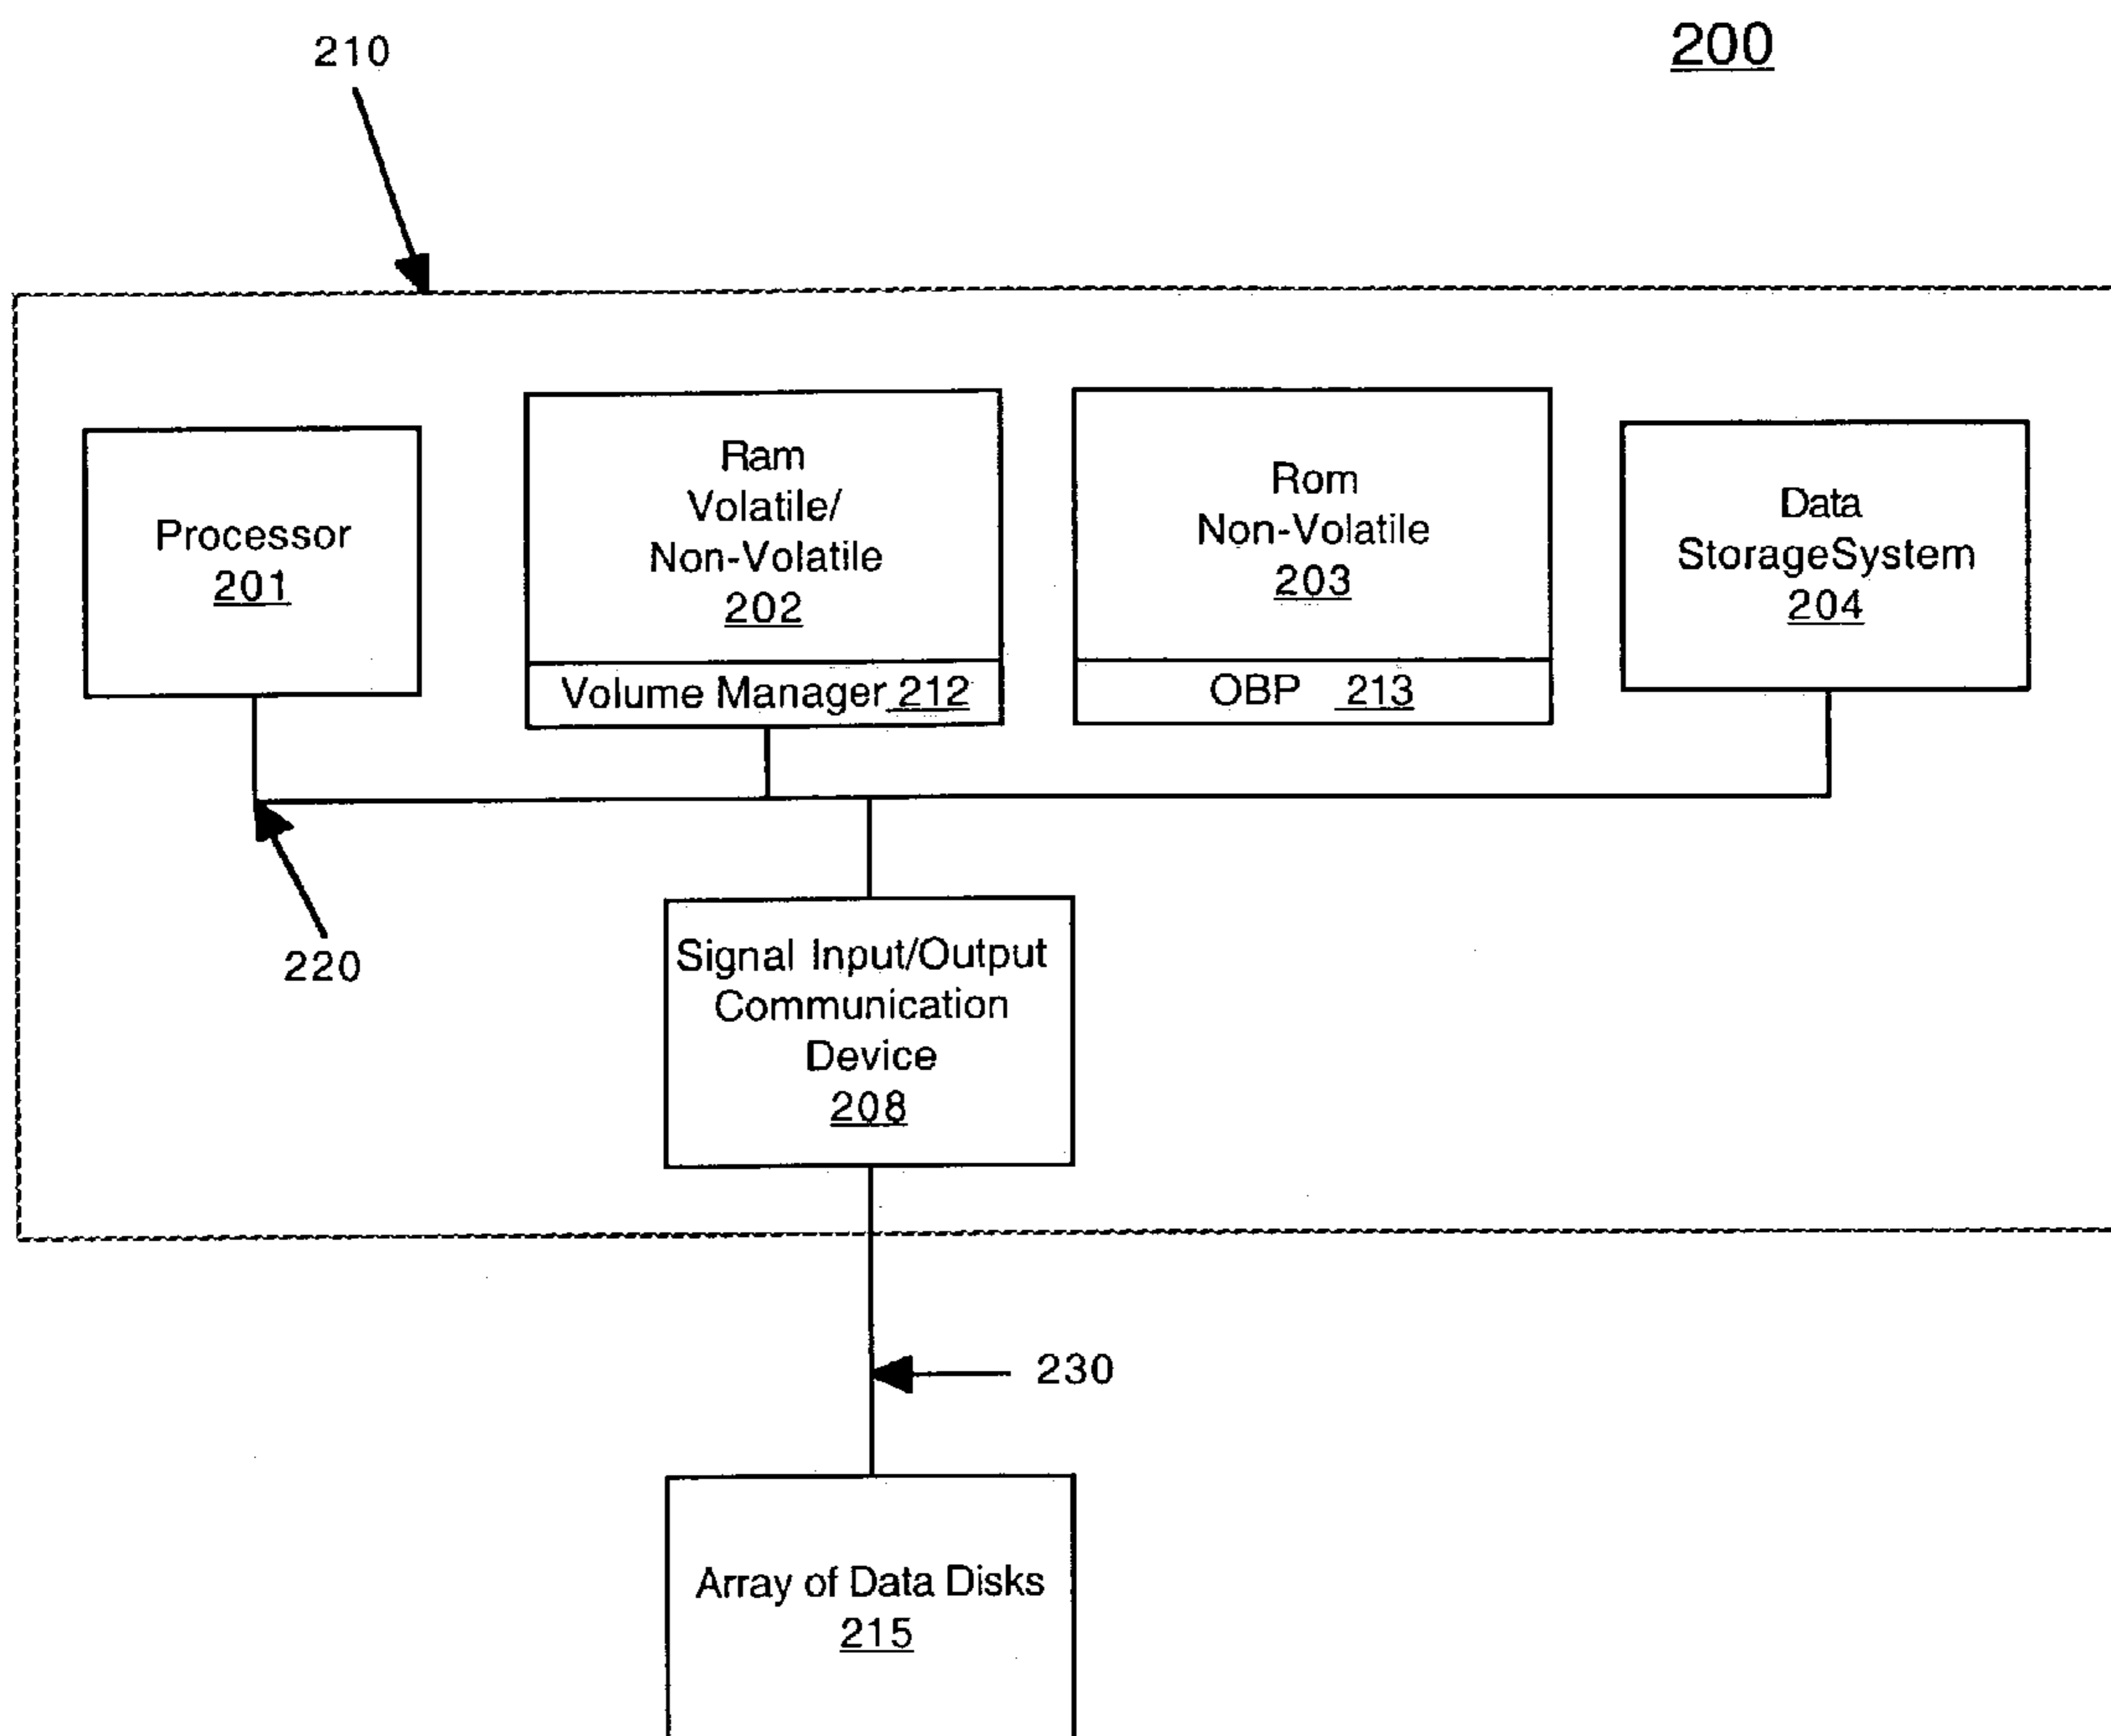 210
200
Processor
201
Ram
Volatile/
Non-Volatile
202
Volume Manager 212
Rom
Non-Volatile
203
OBP 213
Data
StorageSystem
204
220
Signal Input/Output
Communication
Device
208
230
Array of Data Disks
215